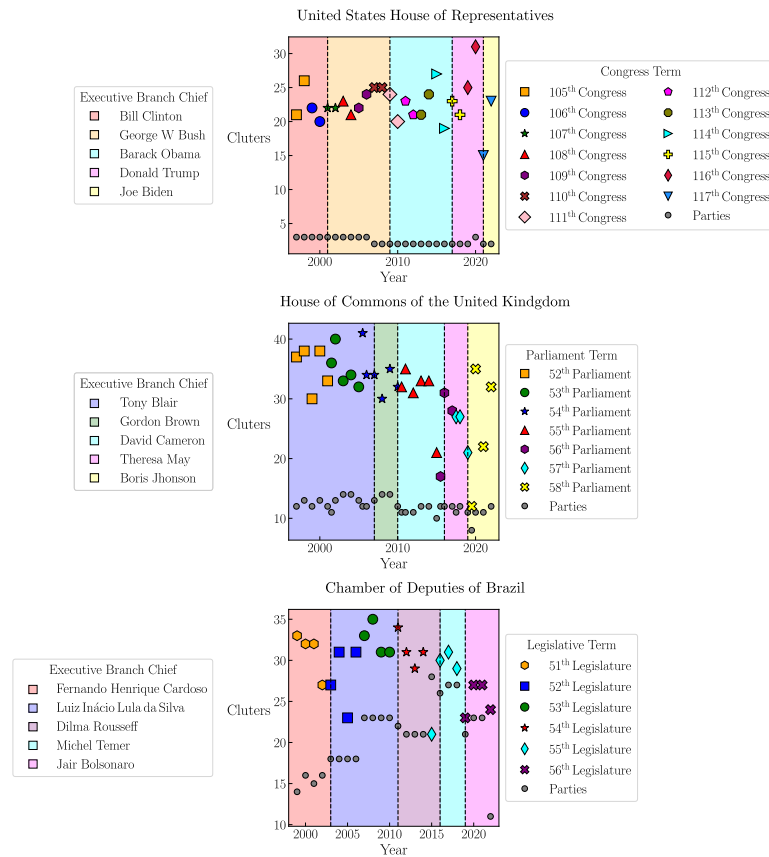 United States House of Representatives
Executive Branch Chief
Bill Clinton
George W Bush
Barack Obama
Donald Trump
Joe Biden
Cluters
30
25
20
15
10
5
2000
2010
2020
Year
Congress Term
105th Congress
106th Congress
107th Congress
108th Congress
109th Congress
110th Congress
111th Congress
112th Congress
113th Congress
114th Congress
115th Congress
116th Congress
117th Congress
Parties
House of Commons of the United Kindgdom
Executive Branch Chief
Tony Blair
Gordon Brown
David Cameron
Theresa May
Boris Jhonson
Cluters
40
30
20
10
2000
2010
2020
Year
Parliament Term
52th Parliament
53th Parliament
54th Parliament
55th Parliament
56th Parliament
57th Parliament
58th Parliament
Parties
Chamber of Deputies of Brazil
Executive Branch Chief
Fernando Henrique Cardoso
Luiz Inácio Lula da Silva
Dilma Rousseff
Michel Temer
Jair Bolsonaro
Cluters
35
30
25
20
15
10
2000
2005
2010
2015
2020
Year
Legislative Term
51th Legislature
52th Legislature
53th Legislature
54th Legislature
55th Legislature
56th Legislature
Parties